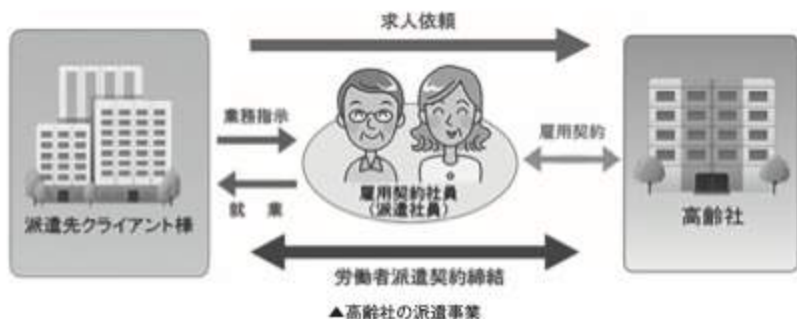 求人依頼
業務指示
雇用契約
就 業
雇用契約社員
(派遣社員)
派遣先クライアント様
高齢社
労働者派遣契約締結
▲高齢社の派遣事業